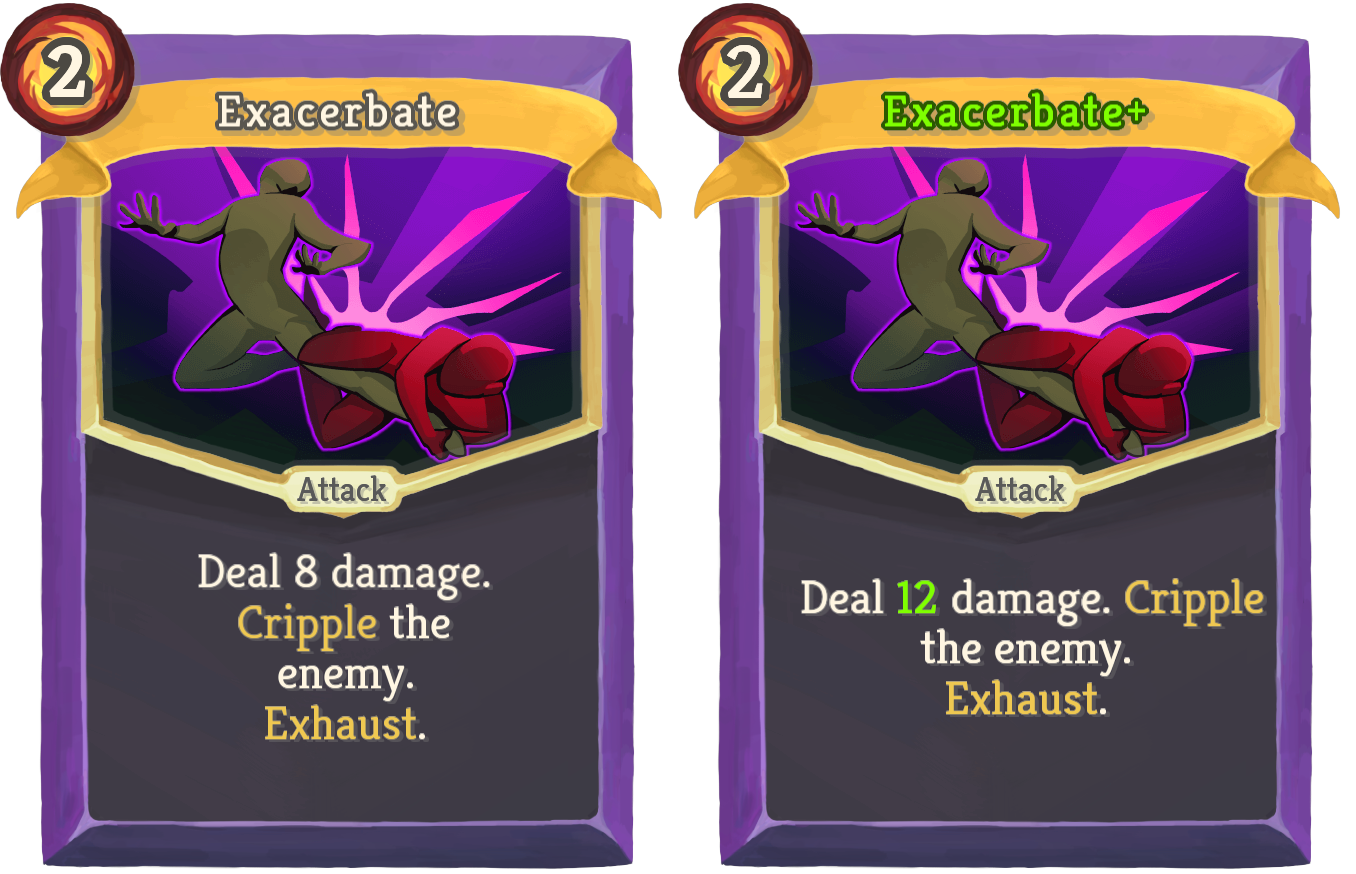 2
Exacerbate
Attack
Deal 8 damage.
Cripple the
enemy.
Exhaust.
2
Exacerbate+
Attack
Deal 12 damage. Cripple
the enemy.
Exhaust.